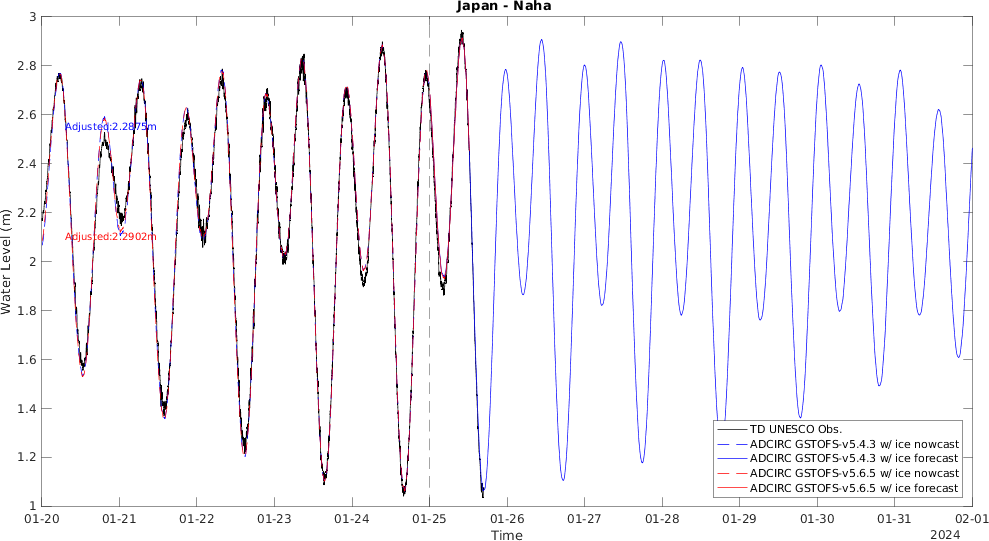 Japan - Naha
3
2.8
2.6
2.4
2.2
2
1.8
1.6
1.4
1.2
1
Water Level (m)
Adjusted:2.2875m
Adjusted:2.2902m
TD UNESCO Obs.
ADCIRC GSTOFS-v5.4.3 w/ ice nowcast
ADCIRC GSTOFS-v5.4.3 w/ ice forecast
ADCIRC GSTOFS-v5.6.5 w/ ice nowcast
ADCIRC GSTOFS-v5.6.5 w/ ice forecast
01-20 01-21 01-22 01-23 01-24 01-25 01-26 01-27 01-28 01-29 01-30 01-31 02-01
Time
2024